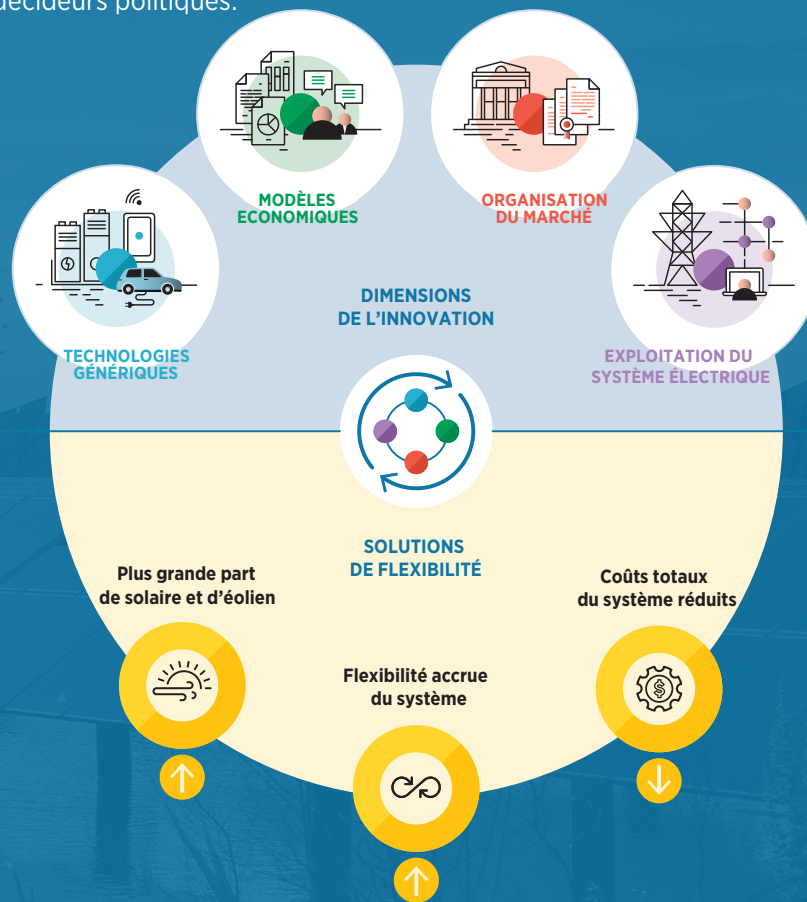 décideurs politiques.
MODÈLES
ECONOMIQUES
ORGANISATION
DU MARCHÉ
TECHNOLOGIES
GÉNÉRIQUES
DIMENSIONS
DE L’INNOVATION
EXPLOITATION DU
SYSTÈME ÉLECTRIQUE
SOLUTIONS
DE FLEXIBILITÉ
Plus grande part
de solaire et d’éolien
Flexibilité accrue
du système
Coûts totaux
du système réduits